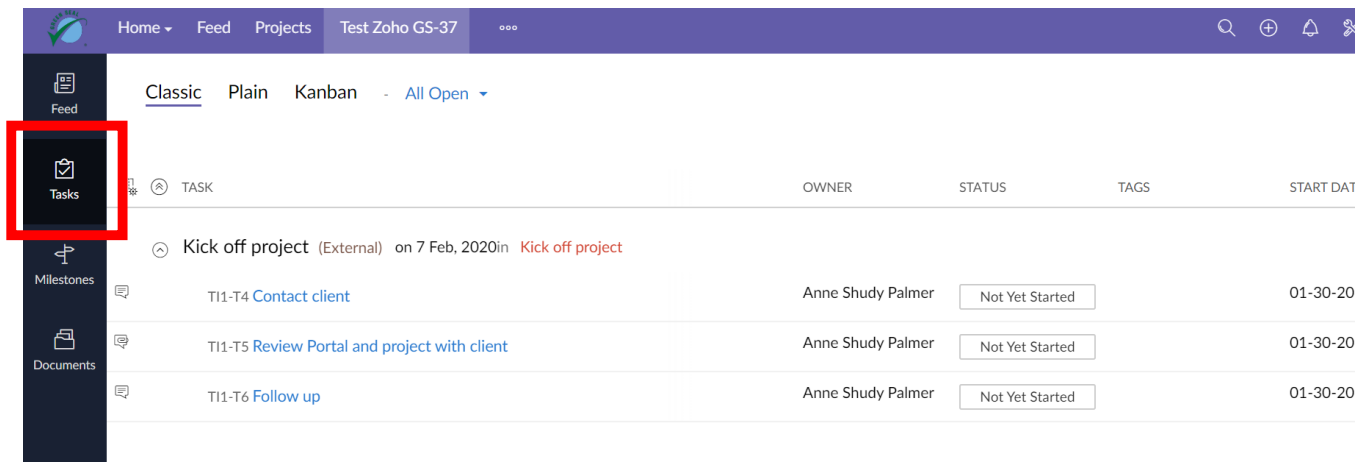 Home Feed Projects Test Zoho GS-37
Feed
Classic Plain Kanban - All Open
Tasks
TASK OWNER STATUS TAGS START DAT
Kick off project (External) on 7 Feb, 2020in Kick off project
Milestones
TI1-T4 Contact client Anne Shudy Palmer Not Yet Started 01-30-20
TI1-T5 Review Portal and project with client Anne Shudy Palmer Not Yet Started 01-30-20
Documents
TI1-T6 Follow up Anne Shudy Palmer Not Yet Started 01-30-20